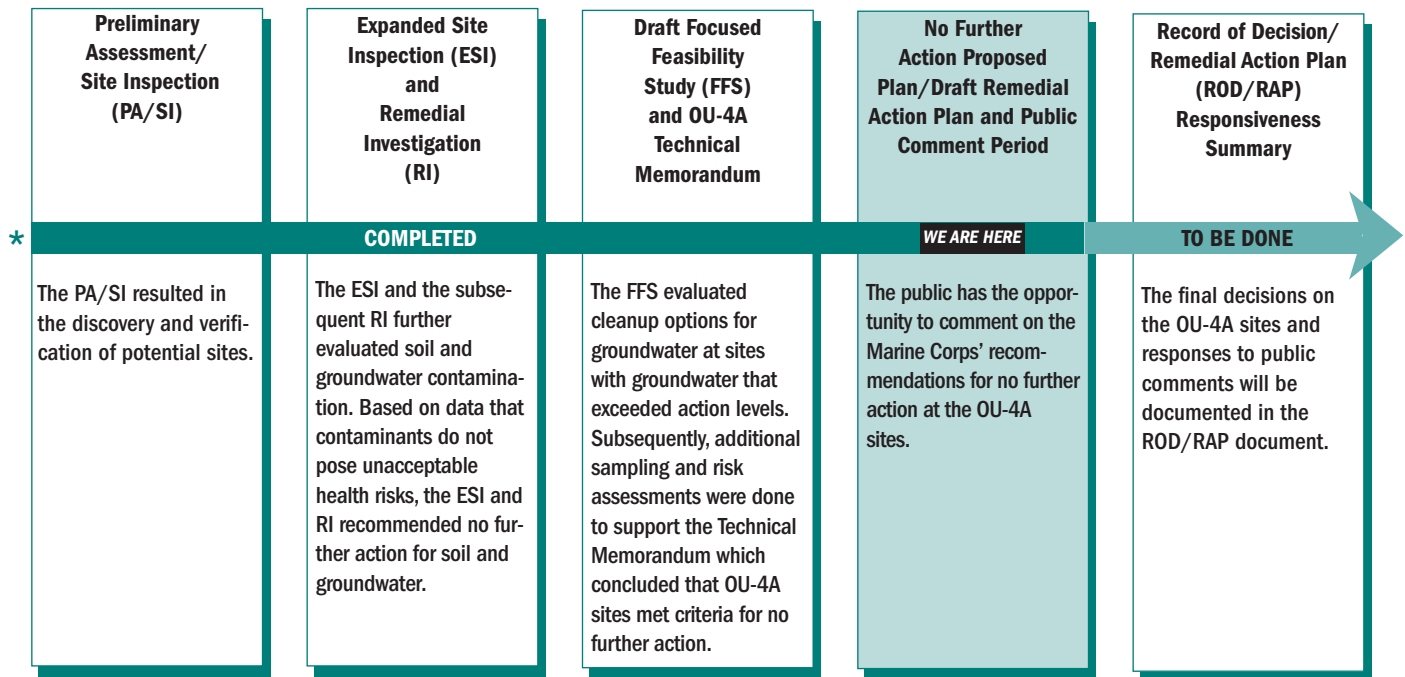 Preliminary
Assessment/
Site Inspection
(PA/SI)
Expanded Site
Inspection (ESI)
and
Remedial
Investigation
(RI)
Draft Focused
Feasibility
Study (FFS)
and OU-4A
Technical
Memorandum
No Further
Action Proposed
Plan/Draft Remedial
Action Plan and Public
Comment Period
Record of Decision/
Remedial Action Plan
(ROD/RAP)
Responsiveness
Summary
*
COMPLETED
WE ARE HERE
TO BE DONE
The PA/SI resulted in
the discovery and verifi-
cation of potential sites.
The ESI and the subse-
quent RI further
evaluated soil and
groundwater contamina-
tion. Based on data that
contaminants do not
pose unacceptable
health risks, the ESI and
RI recommended no fur-
ther action for soil and
groundwater.
The FFS evaluated
cleanup options for
groundwater at sites
with groundwater that
exceeded action levels.
Subsequently, additional
sampling and risk
assessments were done
to support the Technical
Memorandum which
concluded that OU-4A
sites met criteria for no
further action.
The public has the oppor-
tunity to comment on the
Marine Corps' recom-
mendations for no further
action at the OU-4A
sites.
The final decisions on
the OU-4A sites and
responses to public
comments will be
documented in the
ROD/RAP document.